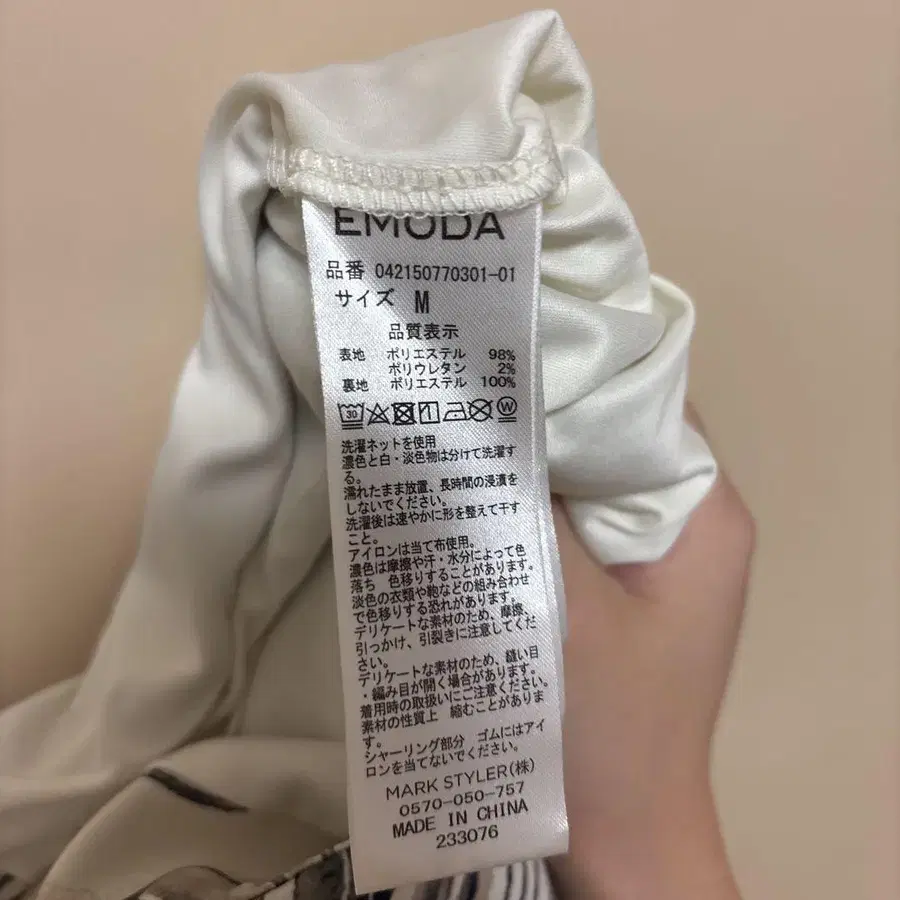 EMODA
品番 042150770301-01
サイズ M
品質表示
表地 ポリエステル 98%
ポリウレタン 2%
裏地 ポリエステル 100%
30 W
洗濯ネットを使用
濃色と白・淡色物は分けて洗濯す
る。
濡れたまま放置、長時間の浸漬を
しないでください。
洗濯後は速やかに形を整えて干す
こと。
アイロンは当て布使用。
濃色は摩擦や汗・水分によって色
落ち 色移りすることがあります。
淡色の衣類や鞄などの組み合わせ
で色移りする恐れがあります。
デリケートな素材のため、摩擦、
引っかけ、引裂きに注意してくだ
さい。
デリケートな素材のため、縫い目
・編み目が開く場合があります。
着用時の取扱いにご注意ください。
素材の性質上 縮むことがありま
す。
シャーリング部分 ゴムにはアイ
ロンを当てないでください。
MARK STYLER(株)
0570-050-757
MADE IN CHINA
233076